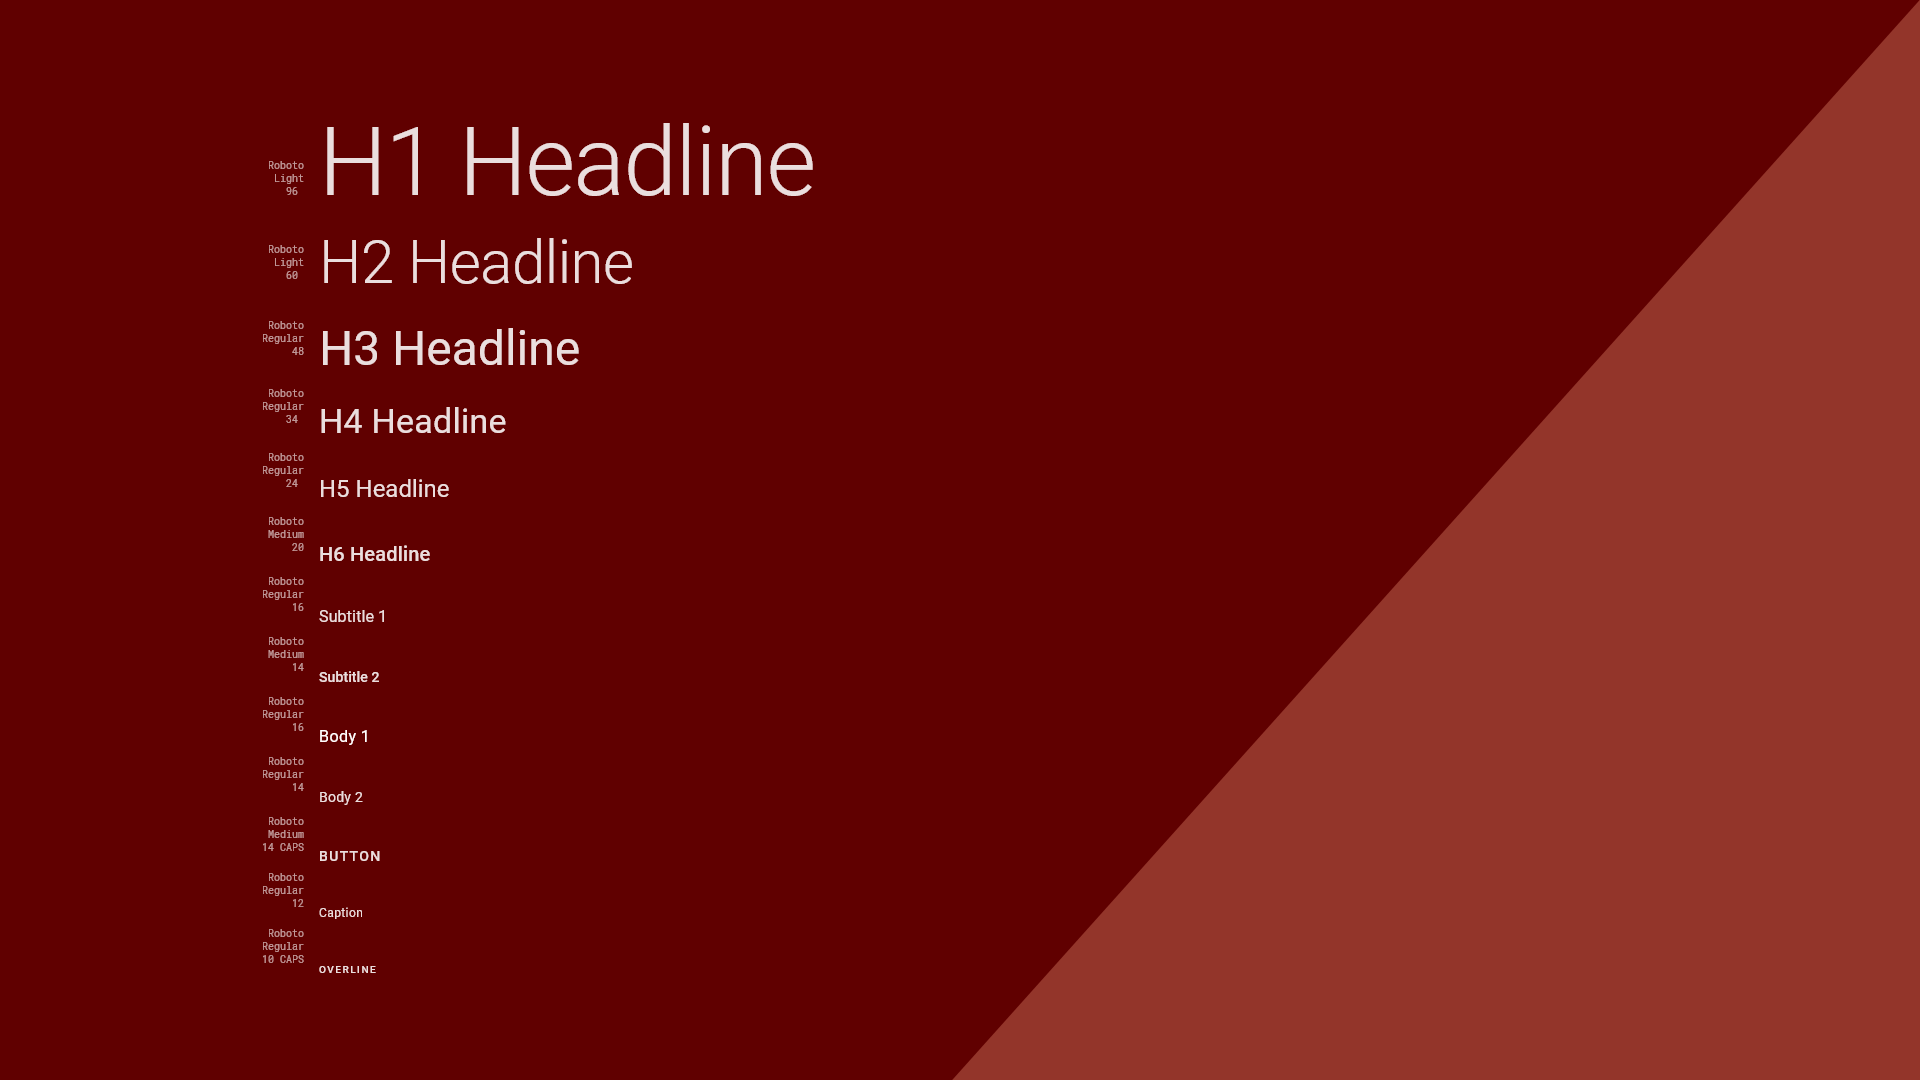 Roboto
Light
96
H1 Headline
Roboto
Light
60
H2 Headline
Roboto
Regular
48
H3 Headline
Roboto
Regular
34
H4 Headline
Roboto
Regular
24
H5 Headline
Roboto
Medium
20
H6 Headline
Roboto
Regular
16
Subtitle 1
Roboto
Medium
14
Subtitle 2
Roboto
Regular
16
Body 1
Roboto
Regular
14
Body 2
Roboto
Medium
14 CAPS
BUTTON
Roboto
Regular
12
Caption
Roboto
Regular
10 CAPS
OVERLINE